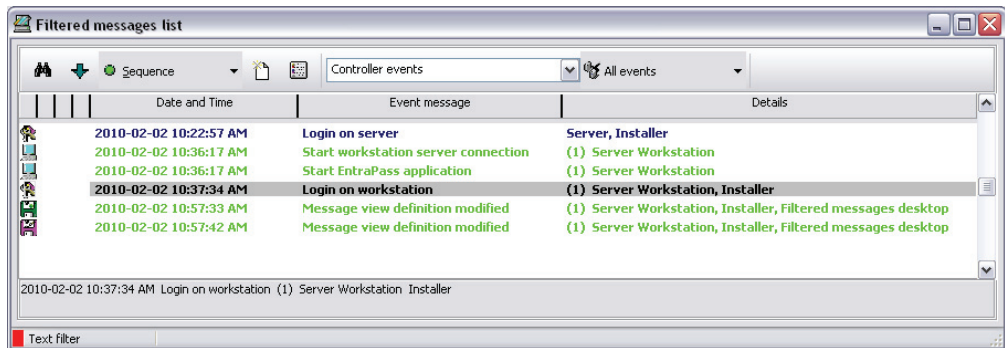 Filtered messages list
Sequence Controller events All events
Date and Time Event message Details
2010-02-02 10:22:57 AM Login on server Server, Installer
2010-02-02 10:36:17 AM Start workstation server connection (1) Server Workstation
2010-02-02 10:36:17 AM Start EntraPass application (1) Server Workstation
2010-02-02 10:37:34 AM Login on workstation (1) Server Workstation, Installer
2010-02-02 10:57:33 AM Message view definition modified (1) Server Workstation, Installer, Filtered messages desktop
2010-02-02 10:57:42 AM Message view definition modified (1) Server Workstation, Installer, Filtered messages desktop
2010-02-02 10:37:34 AM Login on workstation (1) Server Workstation Installer
Text filter